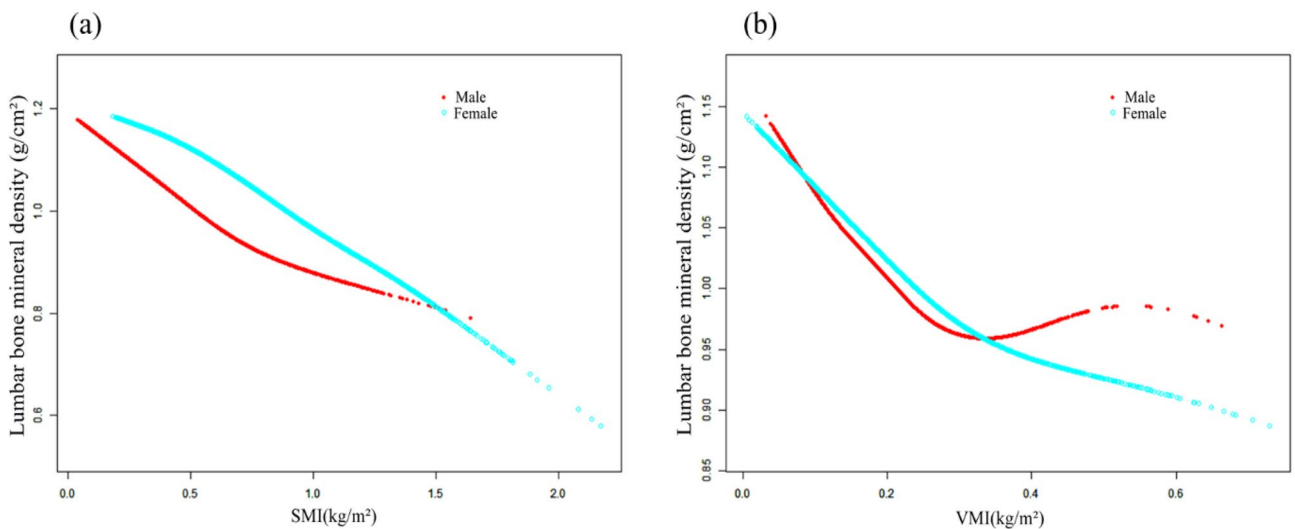 (a)
Lumbar bone mineral density (g/cm²)
1.2
1.0
0.8
0.6
Male
Female
0.0 0.5 1.0 1.5 2.0
SMI(kg/m²)
(b)
Lumbar bone mineral density (g/cm²)
1.15
1.10
1.05
1.00
0.95
0.90
0.85
Male
Female
0.0 0.2 0.4 0.6
VMI(kg/m²)